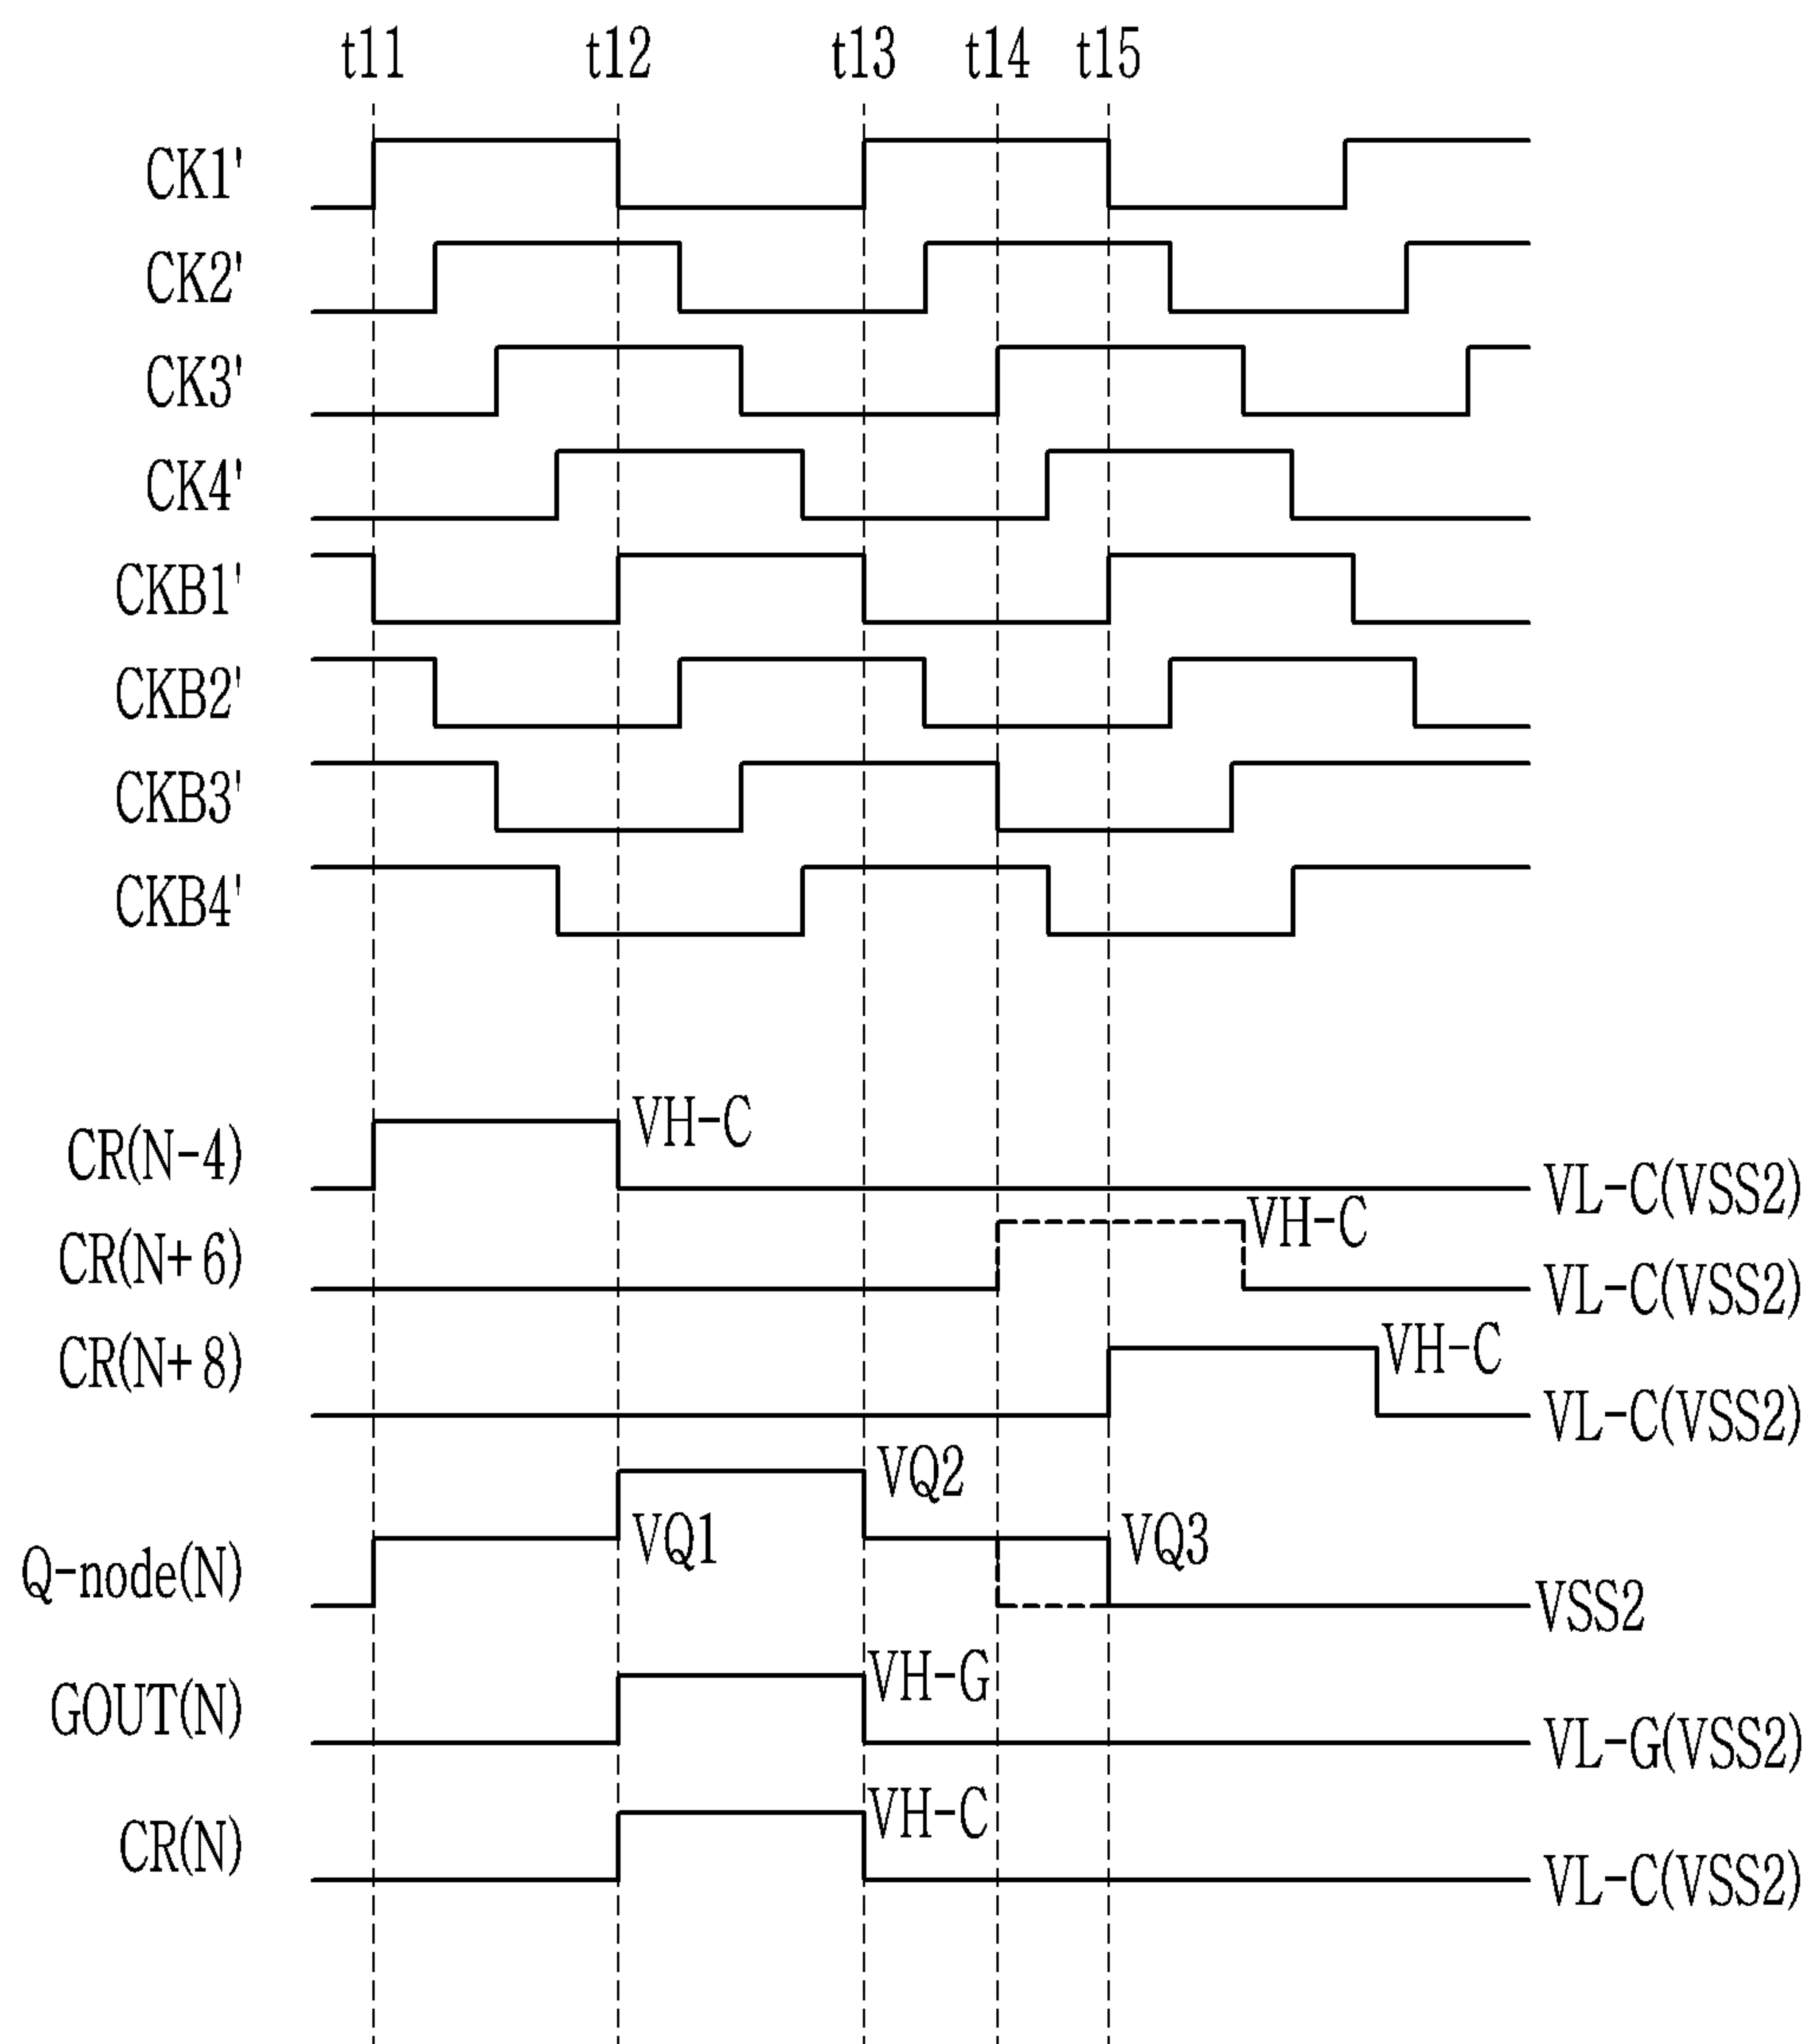 t11 t12 t13 t14 t15
CK1'
CK2'
CK3'
CK4'
CKB1'
CKB2'
CKB3'
CKB4'
CR(N-4) VH-C VL-C(VSS2)
CR(N+6) VH-C VL-C(VSS2)
CR(N+8) VH-C VL-C(VSS2)
Q-node(N) VQ1 VQ2 VQ3 VSS2
GOUT(N) VH-G VL-G(VSS2)
CR(N) VH-C VL-C(VSS2)